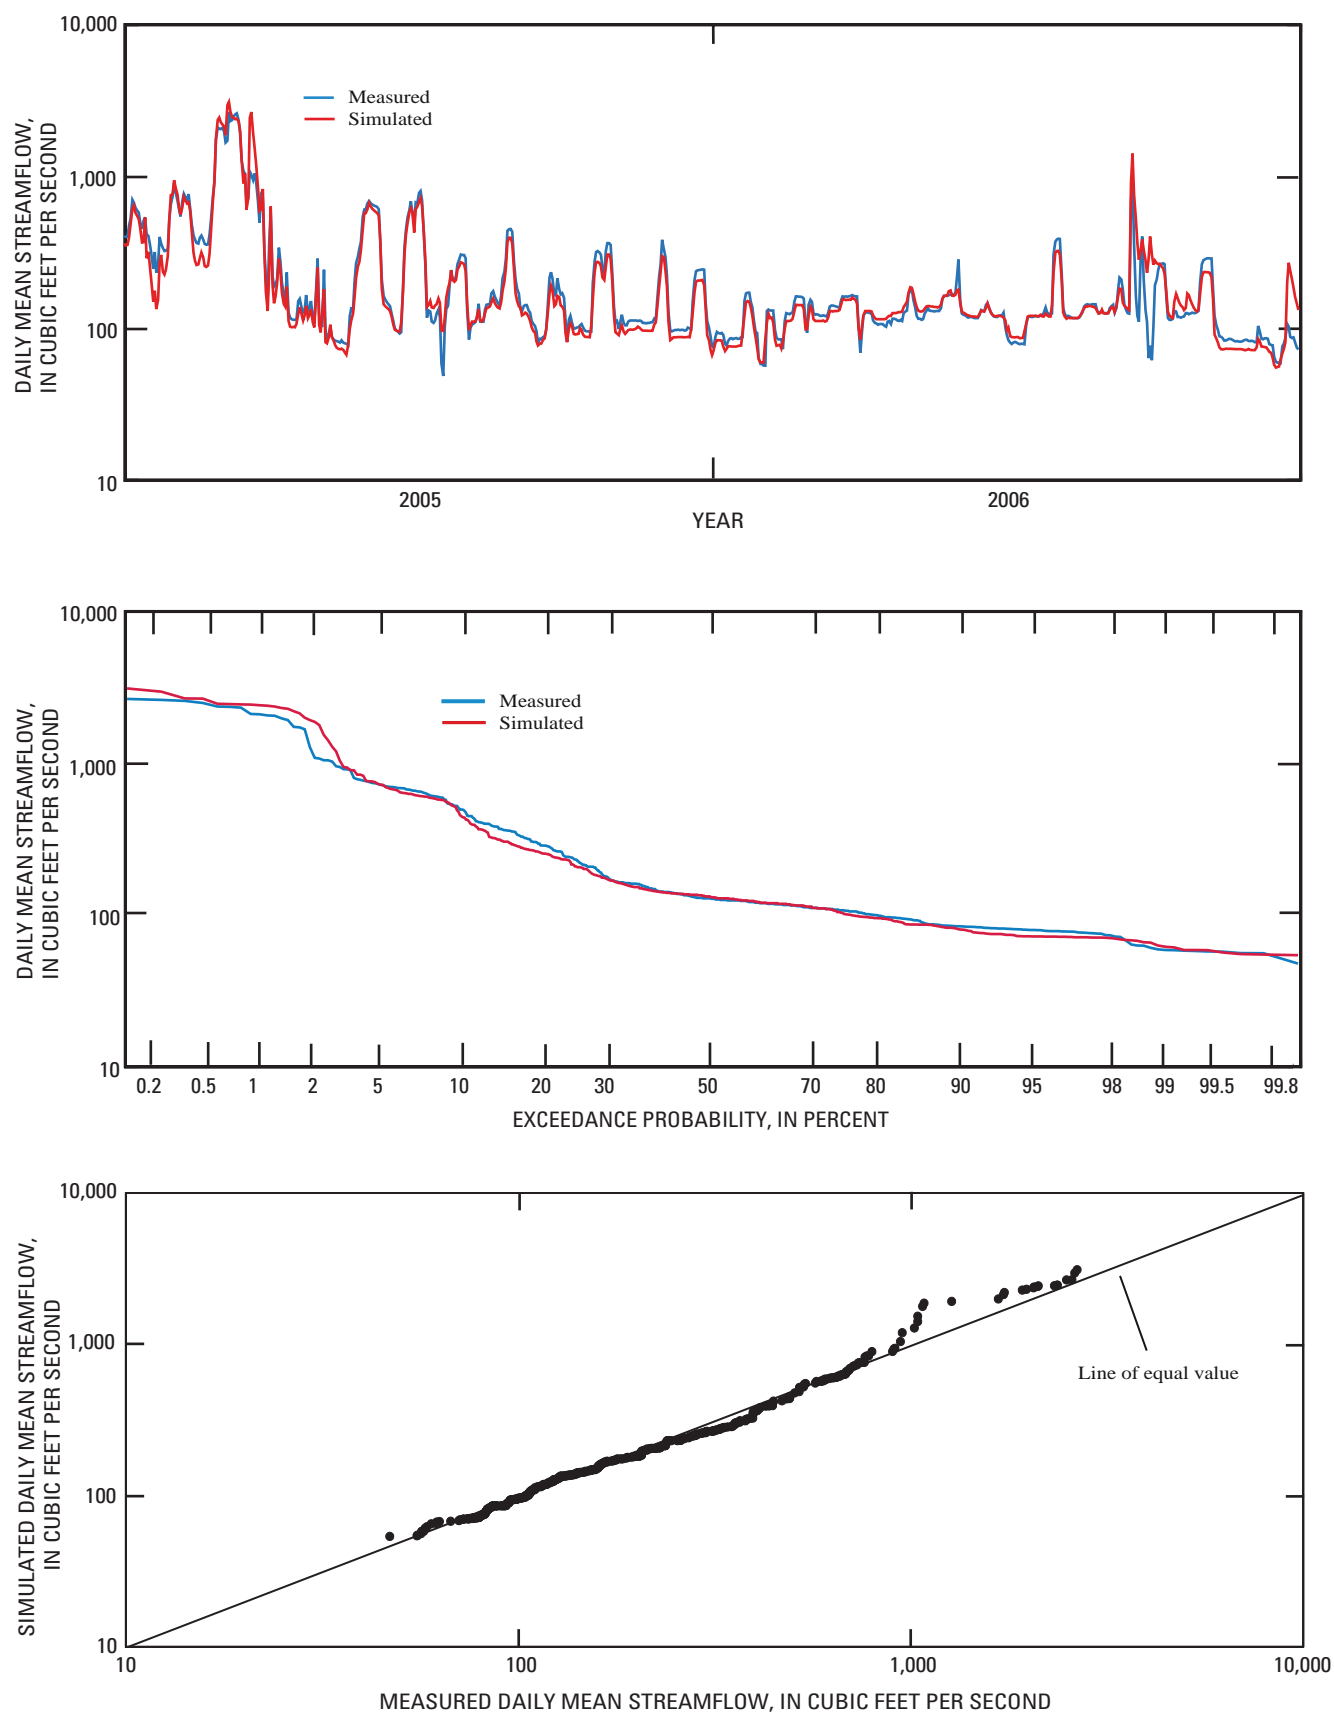 10,000
1,000
100
10
DAILY MEAN STREAMFLOW,
IN CUBIC FEET PER SECOND
Measured
Simulated
2005
2006
YEAR
10,000
1,000
100
10
DAILY MEAN STREAMFLOW,
IN CUBIC FEET PER SECOND
Measured
Simulated
0.2 0.5 1 2 5 10 20 30 50 70 80 90 95 98 99 99.5 99.8
EXCEEDANCE PROBABILITY, IN PERCENT
10,000
1,000
100
10
SIMULATED DAILY MEAN STREAMFLOW,
IN CUBIC FEET PER SECOND
Line of equal value
10 100 1,000 10,000
MEASURED DAILY MEAN STREAMFLOW, IN CUBIC FEET PER SECOND